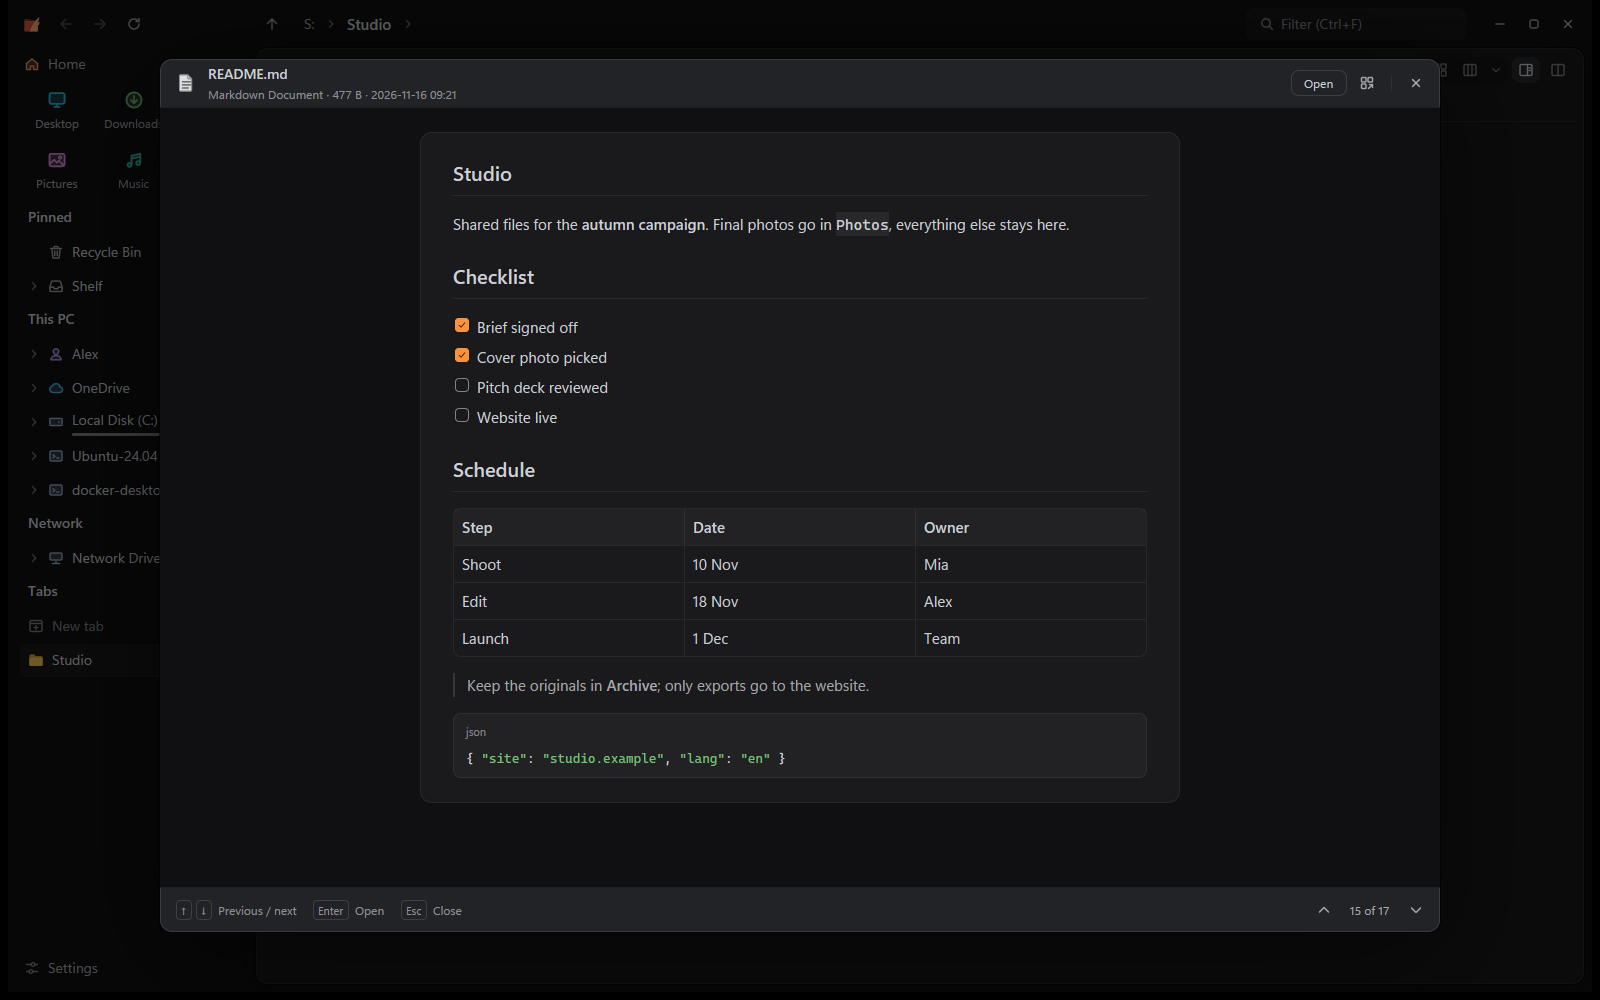 S: Studio
Filter (Ctrl+F)
Home
Desktop
Download
Pictures
Music
Pinned
Recycle Bin
Shelf
This PC
Alex
OneDrive
Local Disk (C:)
Ubuntu-24.04
docker-deskto
Network
Network Drive
Tabs
New tab
Studio
Settings
README.md
Markdown Document · 477 B · 2026-11-16 09:21
Open
Studio
Shared files for the autumn campaign. Final photos go in Photos, everything else stays here.
Checklist
Brief signed off
Cover photo picked
Pitch deck reviewed
Website live
Schedule
Step Date Owner
Shoot 10 Nov Mia
Edit 18 Nov Alex
Launch 1 Dec Team
Keep the originals in Archive; only exports go to the website.
json
{ "site": "studio.example", "lang": "en" }
↑ ↓ Previous / next Enter Open Esc Close
15 of 17